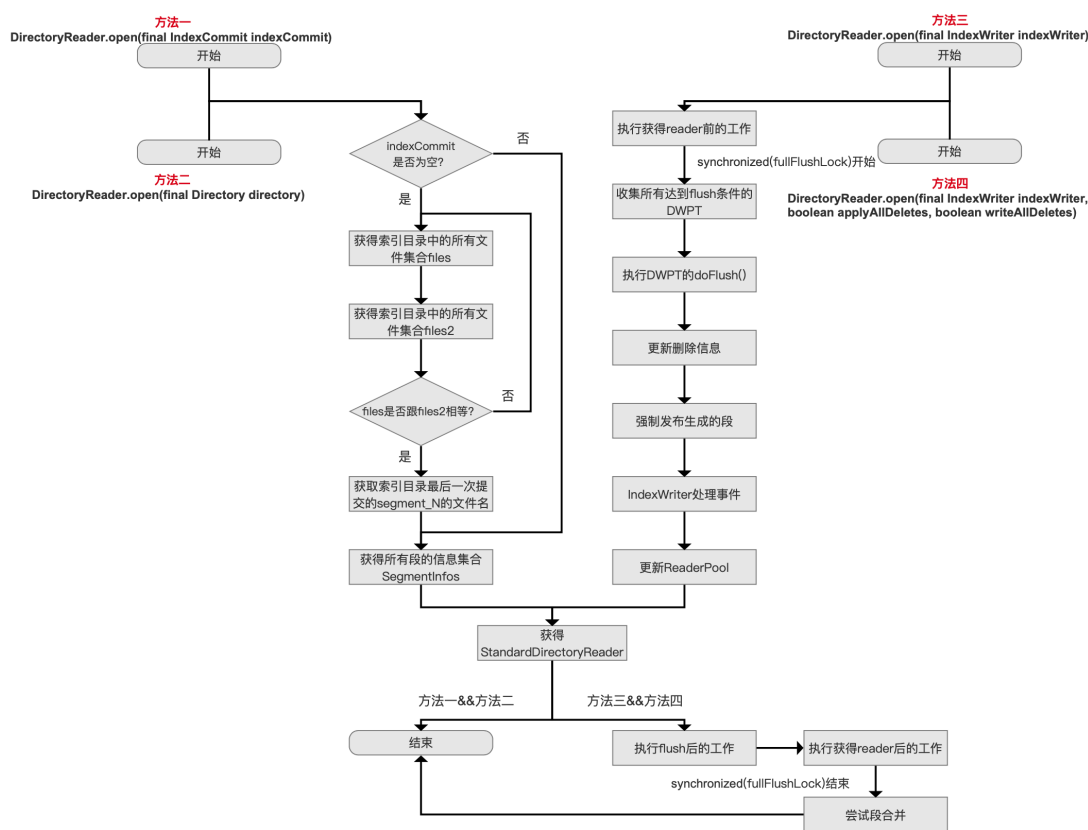 方法一
DirectoryReader.open(final IndexCommit indexCommit)
开始
开始
方法二
DirectoryReader.open(final Directory directory)
indexCommit
是否为空?
否
是
获得索引目录中的所有文
件集合files
获得索引目录中的所有文
件集合files2
files是否跟files2相等?
否
是
获取索引目录最后一次提
交的segment_N的文件名
获得所有段的信息集合
SegmentInfos
方法三
DirectoryReader.open(final IndexWriter indexWriter)
开始
开始
方法四
DirectoryReader.open(final IndexWriter indexWriter,
boolean applyAllDeletes, boolean writeAllDeletes)
执行获得reader前的工作
synchronized(fullFlushLock)开始
收集所有达到flush条件的
DWPT
执行DWPT的doFlush()
更新删除信息
强制发布生成的段
IndexWriter处理事件
更新ReaderPool
获得
StandardDirectoryReader
方法一&&方法二
方法三&&方法四
结束
执行flush后的工作
执行获得reader后的工作
synchronized(fullFlushLock)结束
尝试段合并